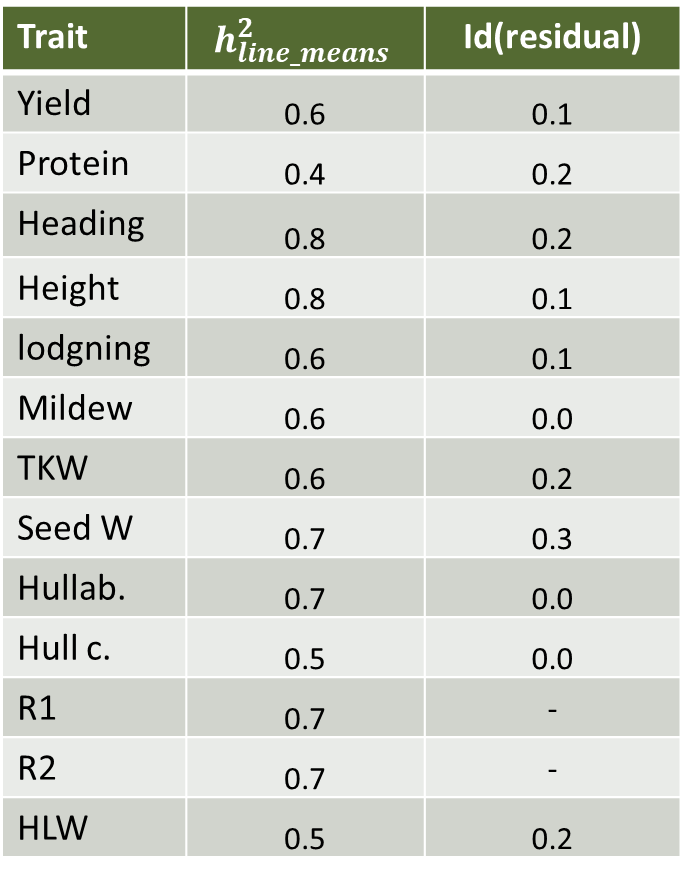 Trait h²line_means Id(residual)
Yield 0.6 0.1
Protein 0.4 0.2
Heading 0.8 0.2
Height 0.8 0.1
lodgning 0.6 0.1
Mildew 0.6 0.0
TKW 0.6 0.2
Seed W 0.7 0.3
Hullab. 0.7 0.0
Hull c. 0.5 0.0
R1 0.7 -
R2 0.7 -
HLW 0.5 0.2